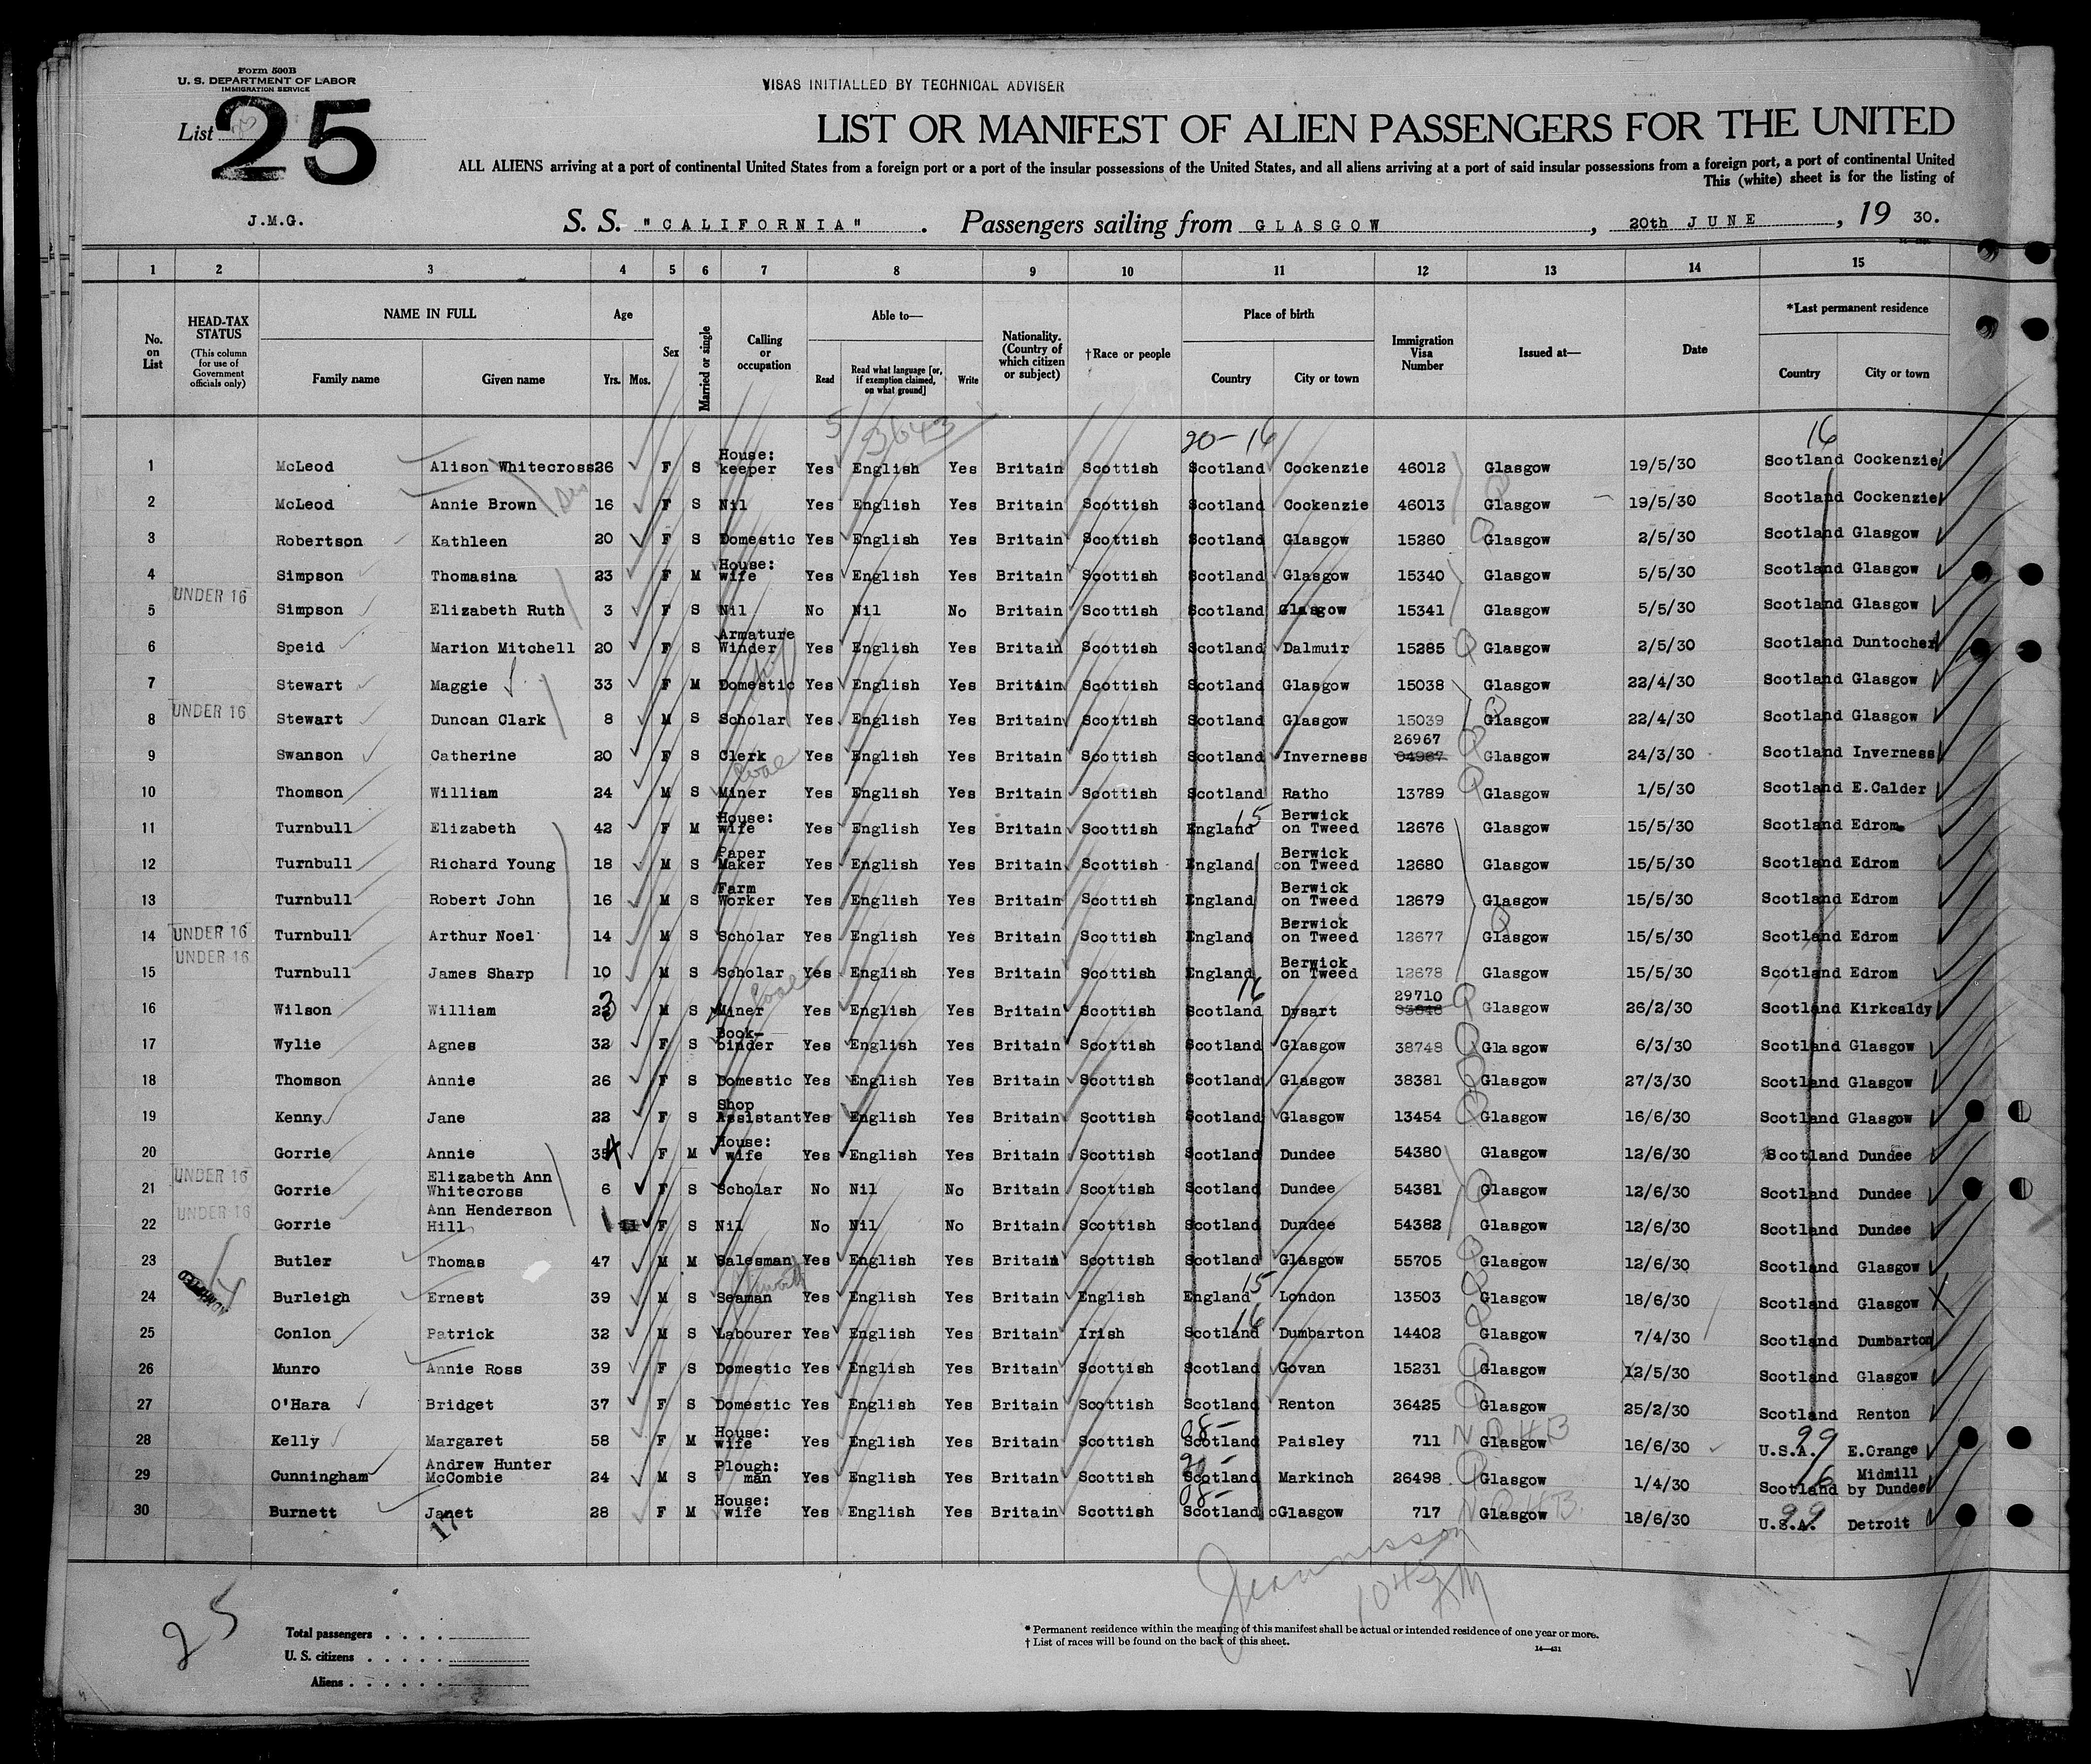 Form 500B
U. S. DEPARTMENT OF LABOR
IMMIGRATION SERVICE
VISAS INITIALLED BY TECHNICAL ADVISER
List 25
LIST OR MANIFEST OF ALIEN PASSENGERS FOR THE UNITED
ALL ALIENS arriving at a port of continental United States from a foreign port or a port of the insular possessions of the United States, and all aliens arriving at a port of said insular possessions from a foreign port, a port of continental United
This (white) sheet is for the listing of
J.M.G. S. S. "CALIFORNIA". Passengers sailing from GLASGOW, 20th JUNE, 19 30.
1 2 3 4 5 6 7 8 9 10 11 12 13 14 15
No. on List HEAD-TAX STATUS (This column for use of Government officials only) NAME IN FULL Family name Given name Age Yrs. Mos. Sex Married or single Calling or occupation Able to— Read Read what language [or, if exemption claimed, on what ground] Write Nationality. (Country of which citizen or subject) †Race or people Place of birth Country City or town Immigration Visa Number Issued at— Date *Last permanent residence Country City or town
5 3643 20-16 16
1 McLeod Alison Whitecross 26 F S House: keeper Yes English Yes Britain Scottish Scotland Cockenzie 46012 Glasgow 19/5/30 Scotland Cockenzie
2 McLeod Annie Brown 16 F S Nil Yes English Yes Britain Scottish Scotland Cockenzie 46013 Glasgow 19/5/30 Scotland Cockenzie
3 Robertson Kathleen 20 F S Domestic Yes English Yes Britain Scottish Scotland Glasgow 15260 Glasgow 2/5/30 Scotland Glasgow
4 Simpson Thomasina 23 F M House: wife Yes English Yes Britain Scottish Scotland Glasgow 15340 Glasgow 5/5/30 Scotland Glasgow
5 UNDER 16 Simpson Elizabeth Ruth 3 F S Nil No Nil No Britain Scottish Scotland Glasgow 15341 Glasgow 5/5/30 Scotland Glasgow
6 Speid Marion Mitchell 20 F S Armature Winder Yes English Yes Britain Scottish Scotland Dalmuir 15285 Glasgow 2/5/30 Scotland Duntocher
7 Stewart Maggie 33 F M Domestic Yes English Yes Britain Scottish Scotland Glasgow 15038 Glasgow 22/4/30 Scotland Glasgow
8 UNDER 16 Stewart Duncan Clark 8 M S Scholar Yes English Yes Britain Scottish Scotland Glasgow 15039 Glasgow 22/4/30 Scotland Glasgow
9 Swanson Catherine 20 F S Clerk Yes English Yes Britain Scottish Scotland Inverness 26967 Glasgow 24/3/30 Scotland Inverness
10 Thomson William 24 M S Coal Miner Yes English Yes Britain Scottish Scotland Ratho 13789 Glasgow 1/5/30 Scotland E.Calder
11 Turnbull Elizabeth 42 F M House: wife Yes English Yes Britain Scottish England 15 Berwick on Tweed 12676 Glasgow 15/5/30 Scotland Edrom
12 Turnbull Richard Young 18 M S Paper Maker Yes English Yes Britain Scottish England Berwick on Tweed 12680 Glasgow 15/5/30 Scotland Edrom
13 Turnbull Robert John 16 M S Farm Worker Yes English Yes Britain Scottish England Berwick on Tweed 12679 Glasgow 15/5/30 Scotland Edrom
14 UNDER 16 Turnbull Arthur Noel 14 M S Scholar Yes English Yes Britain Scottish England Berwick on Tweed 12677 Glasgow 15/5/30 Scotland Edrom
15 UNDER 16 Turnbull James Sharp 10 M S Scholar Yes English Yes Britain Scottish England Berwick on Tweed 12678 Glasgow 15/5/30 Scotland Edrom
16 Wilson William 23 M S Coal Miner Yes English Yes Britain Scottish Scotland 16 Dysart 29710 Glasgow 26/2/30 Scotland Kirkcaldy
17 Wylie Agnes 32 F S Book- binder Yes English Yes Britain Scottish Scotland Glasgow 38748 Glasgow 6/3/30 Scotland Glasgow
18 Thomson Annie 26 F S Domestic Yes English Yes Britain Scottish Scotland Glasgow 38381 Glasgow 27/3/30 Scotland Glasgow
19 Kenny Jane 22 F S Shop Assistant Yes English Yes Britain Scottish Scotland Glasgow 13454 Glasgow 16/6/30 Scotland Glasgow
20 Gorrie Annie 34 F M House: wife Yes English Yes Britain Scottish Scotland Dundee 54380 Glasgow 12/6/30 Scotland Dundee
21 UNDER 16 Gorrie Elizabeth Ann Whitecross 6 F S Scholar No Nil No Britain Scottish Scotland Dundee 54381 Glasgow 12/6/30 Scotland Dundee
22 UNDER 16 Gorrie Ann Henderson Hill 1 F S Nil No Nil No Britain Scottish Scotland Dundee 54382 Glasgow 12/6/30 Scotland Dundee
23 Butler Thomas 47 M M Salesman Yes English Yes Britain Scottish Scotland Glasgow 55705 Glasgow 12/6/30 Scotland Glasgow
24 Burleigh Ernest 39 M S Seaman Yes English Yes Britain English England 15 London 13503 Glasgow 18/6/30 Scotland Glasgow
25 Conlon Patrick 32 M S Labourer Yes English Yes Britain Irish Scotland 16 Dumbarton 14402 Glasgow 7/4/30 Scotland Dumbarton
26 Munro Annie Ross 39 F S Domestic Yes English Yes Britain Scottish Scotland Govan 15231 Glasgow 12/5/30 Scotland Glasgow
27 O'Hara Bridget 37 F S Domestic Yes English Yes Britain Scottish Scotland Renton 36425 Glasgow 25/2/30 Scotland Renton
28 Kelly Margaret 58 F M House: wife Yes English Yes Britain Scottish 08- Scotland Paisley 711 Glasgow 16/6/30 99 U.S.A. E.Orange
29 Cunningham Andrew Hunter McCombie 24 M S Plough: man Yes English Yes Britain Scottish 20- Scotland Markinch 26498 Glasgow 1/4/30 16 Scotland Midmill by Dundee
30 Burnett Janet 28 F M House: wife Yes English Yes Britain Scottish 08- Scotland Glasgow 717 Glasgow 18/6/30 99 U.S.A. Detroit
17
25
Total passengers . . . .
U. S. citizens . . . . .
Aliens . . . . . .
* Permanent residence within the meaning of this manifest shall be actual or intended residence of one year or more.
† List of races will be found on the back of this sheet.
14—431